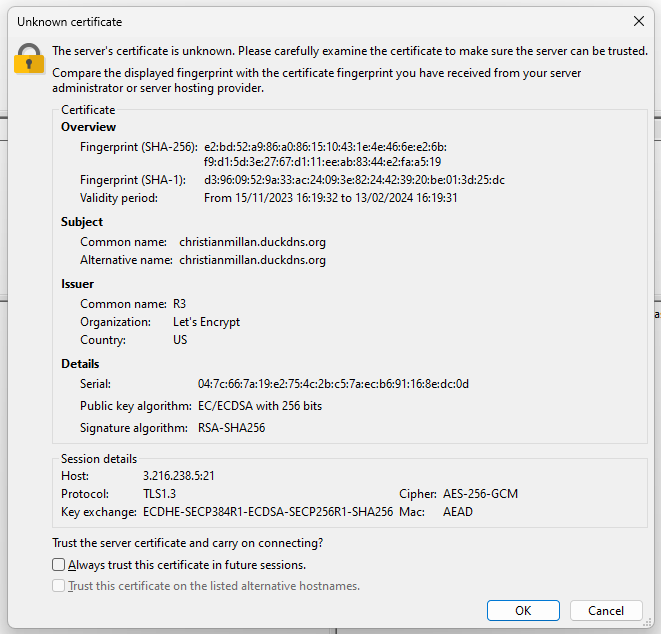 Unknown certificate
The server's certificate is unknown. Please carefully examine the certificate to make sure the server can be trusted.
Compare the displayed fingerprint with the certificate fingerprint you have received from your server
administrator or server hosting provider.
Certificate
Overview
Fingerprint (SHA-256): e2:bd:52:a9:86:a0:86:15:10:43:1e:4e:46:6e:e2:6b:
f9:d1:5d:3e:27:67:d1:11:ee:ab:83:44:e2:fa:a5:19
Fingerprint (SHA-1): d3:96:09:52:9a:33:ac:24:09:3e:82:24:42:39:20:be:01:3d:25:dc
Validity period: From 15/11/2023 16:19:32 to 13/02/2024 16:19:31
Subject
Common name: christianmillan.duckdns.org
Alternative name: christianmillan.duckdns.org
Issuer
Common name: R3
Organization: Let's Encrypt
Country: US
Details
Serial: 04:7c:66:7a:19:e2:75:4c:2b:c5:7a:ec:b6:91:16:8e:dc:0d
Public key algorithm: EC/ECDSA with 256 bits
Signature algorithm: RSA-SHA256
Session details
Host: 3.216.238.5:21
Protocol: TLS1.3 Cipher: AES-256-GCM
Key exchange: ECDHE-SECP384R1-ECDSA-SECP256R1-SHA256 Mac: AEAD
Trust the server certificate and carry on connecting?
Always trust this certificate in future sessions.
Trust this certificate on the listed alternative hostnames.
OK Cancel